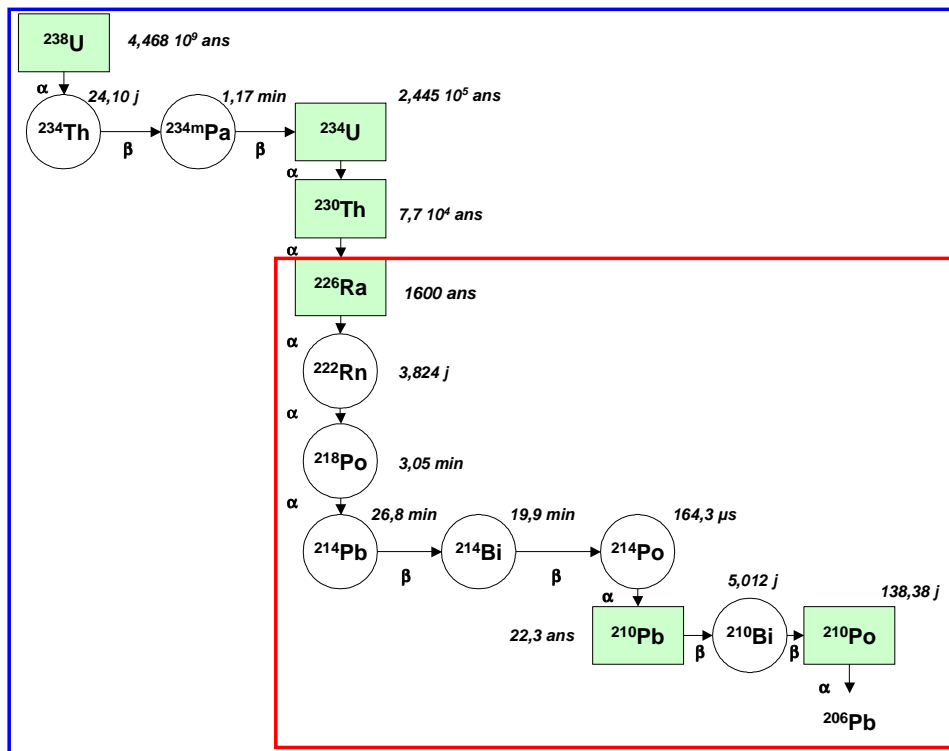 ²³⁸U 4,468 10⁹ ans
α 24,10 j 1,17 min 2,445 10⁵ ans
²³⁴Th ²³⁴ᵐPa ²³⁴U
β β
α
²³⁰Th 7,7 10⁴ ans
α
²²⁶Ra 1600 ans
α
²²²Rn 3,824 j
α
²¹⁸Po 3,05 min
α 26,8 min 19,9 min 164,3 µs
²¹⁴Pb ²¹⁴Bi ²¹⁴Po
β β
α 5,012 j 138,38 j
22,3 ans ²¹⁰Pb ²¹⁰Bi ²¹⁰Po
β β
α
²⁰⁶Pb